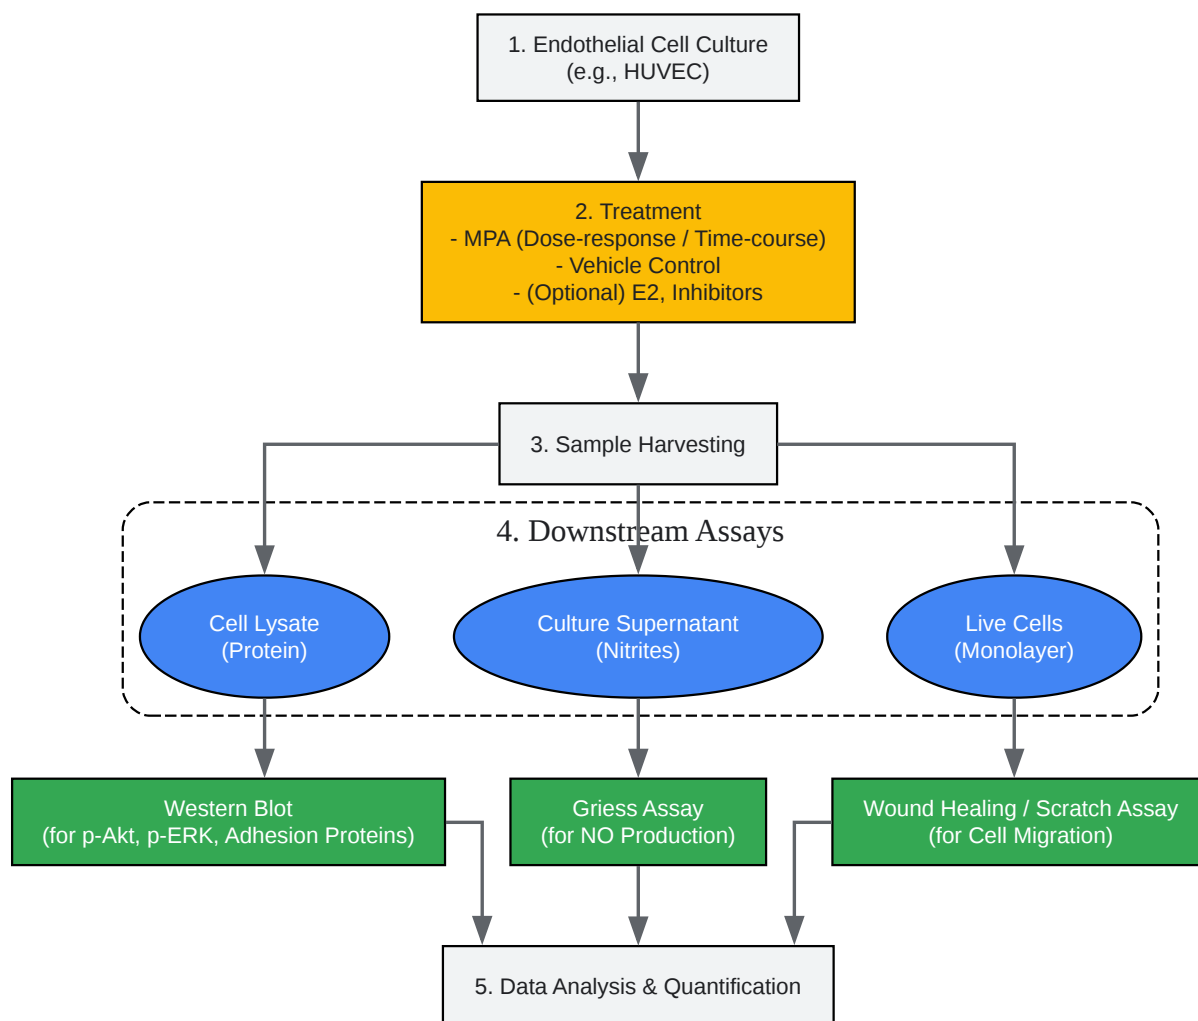 1. Endothelial Cell Culture
(e.g., HUVEC)
2. Treatment
- MPA (Dose-response / Time-course)
- Vehicle Control
- (Optional) E2, Inhibitors
3. Sample Harvesting
4. Downstream Assays
Cell Lysate
(Protein)
Culture Supernatant
(Nitrites)
Live Cells
(Monolayer)
Western Blot
(for p-Akt, p-ERK, Adhesion Proteins)
Griess Assay
(for NO Production)
Wound Healing / Scratch Assay
(for Cell Migration)
5. Data Analysis & Quantification